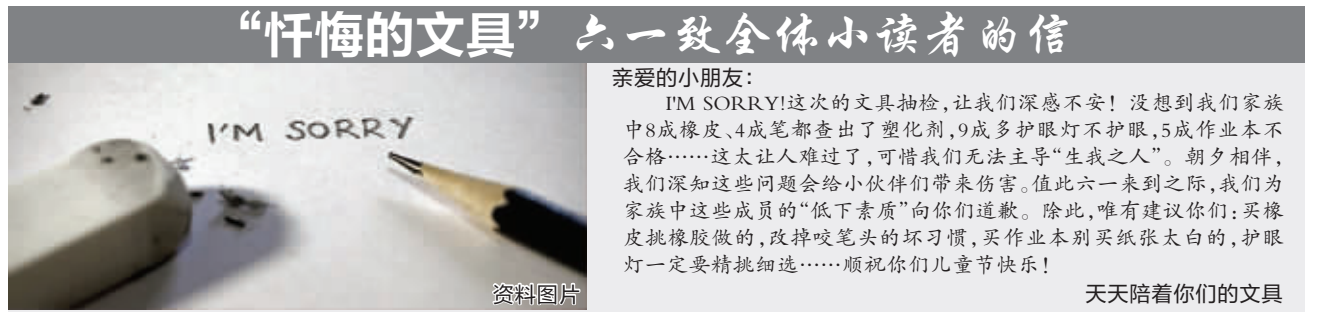 “忏悔的文具”六一致全体小读者的信
I'M SORRY
资料图片
亲爱的小朋友：
I'M SORRY!这次的文具抽检，让我们深感不安！没想到我们家族
中8成橡皮、4成笔都查出了塑化剂，9成多护眼灯不护眼，5成作业本不
合格……这太让人难过了，可惜我们无法主导“生我之人”。朝夕相伴，
我们深知这些问题会给小伙伴们带来伤害。值此六一来到之际，我们为
家族中这些成员的“低下素质”向你们道歉。除此，唯有建议你们：买橡
皮挑橡胶做的，改掉咬笔头的坏习惯，买作业本别买纸张太白的，护眼
灯一定要精挑细选……顺祝你们儿童节快乐！
天天陪着你们的文具